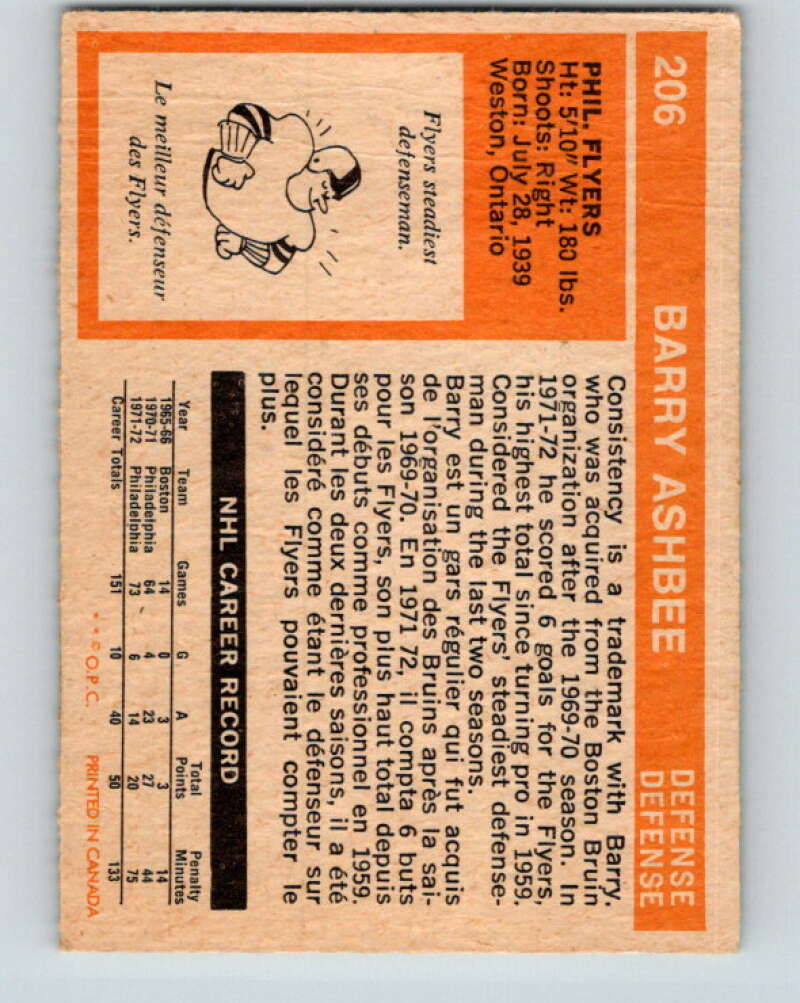 206 BARRY ASHBEE DEFENSE
DEFENSE
PHIL. FLYERS
Ht: 5/10" Wt: 180 lbs.
Shoots: Right
Born: July 28, 1939
Weston, Ontario
Flyers steadiest
defenseman.
Le meilleur défenseur
des Flyers.
Consistency is a trademark with Barry.
who was acquired from the Boston Bruin
organization after the 1969-70 season. In
1971-72 he scored 6 goals for the Flyers,
his highest total since turning pro in 1959.
Considered the Flyers' steadiest defense-
man during the last two seasons.
Barry est un gars régulier qui fut acquis
de l'organisation des Bruins après la sai-
son 1969-70. En 1971 72, il compta 6 buts
pour les Flyers, son plus haut total depuis
ses débuts comme professionnel en 1959.
Durant les deux dernières saisons, il a été
considéré comme étant le défenseur sur
lequel les Flyers pouvaient compter le
plus.
NHL CAREER RECORD
Year Team Games G A Total Points Penalty Minutes
1965-66 Boston 14 0 3 3 14
1970-71 Philadelphia 64 4 23 27 44
1971-72 Philadelphia 73 6 14 20 75
Career Totals 151 10 40 50 133
* * © O.P.C. PRINTED IN CANADA